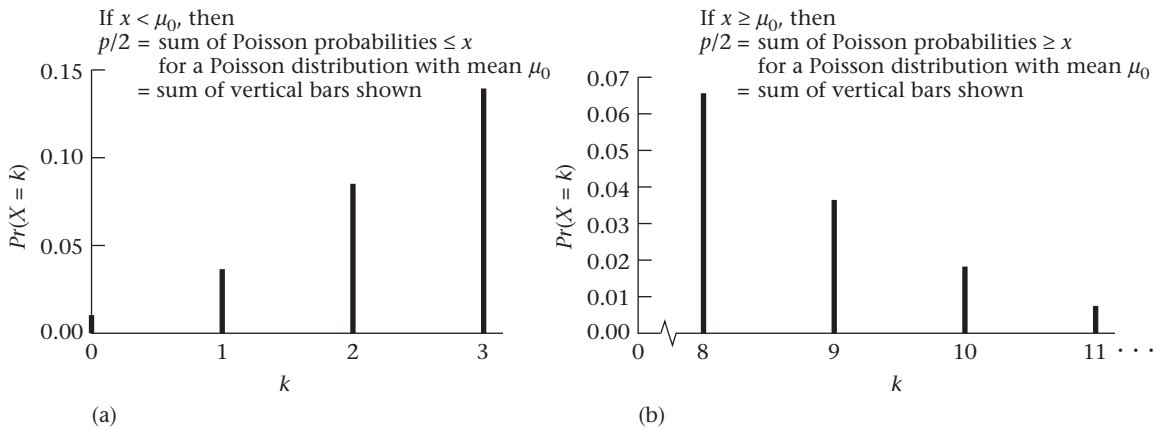 If x < μ₀, then
p/2 = sum of Poisson probabilities ≤ x
for a Poisson distribution with mean μ₀
= sum of vertical bars shown
0.15
0.10
0.05
0.00
Pr(X = k)
0 1 2 3
k
(a)
If x ≥ μ₀, then
p/2 = sum of Poisson probabilities ≥ x
for a Poisson distribution with mean μ₀
= sum of vertical bars shown
0.07
0.06
0.05
0.04
0.03
0.02
0.01
0.00
Pr(X = k)
0 8 9 10 11 · · ·
k
(b)